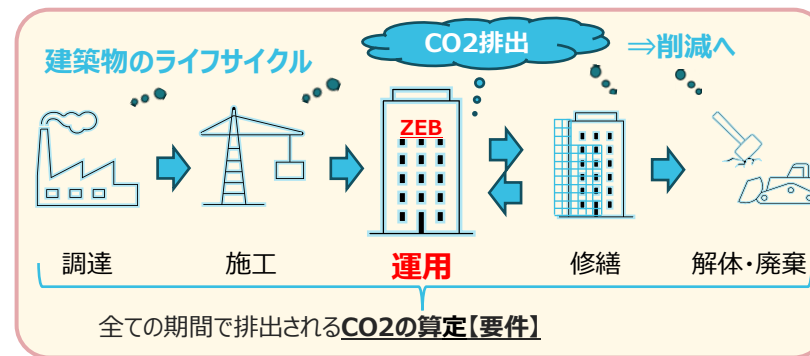 CO2排出
⇒削減へ
建築物のライフサイクル
ZEB
調達
施工
運用
修繕
解体・廃棄
全ての期間で排出されるCO2の算定【要件】